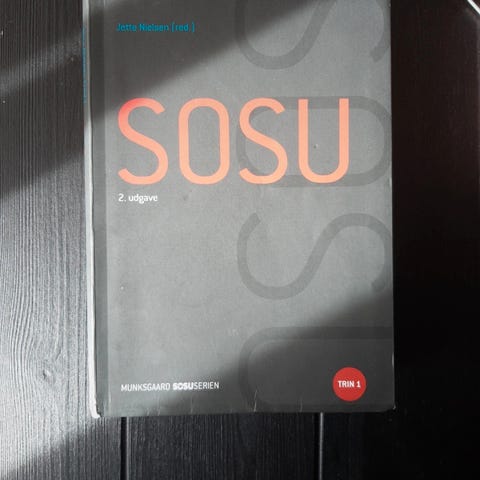 Jette Nielsen (red.)
SOSU
2. udgave
MUNKSGAARD SOSUSERIEN
TRIN 1